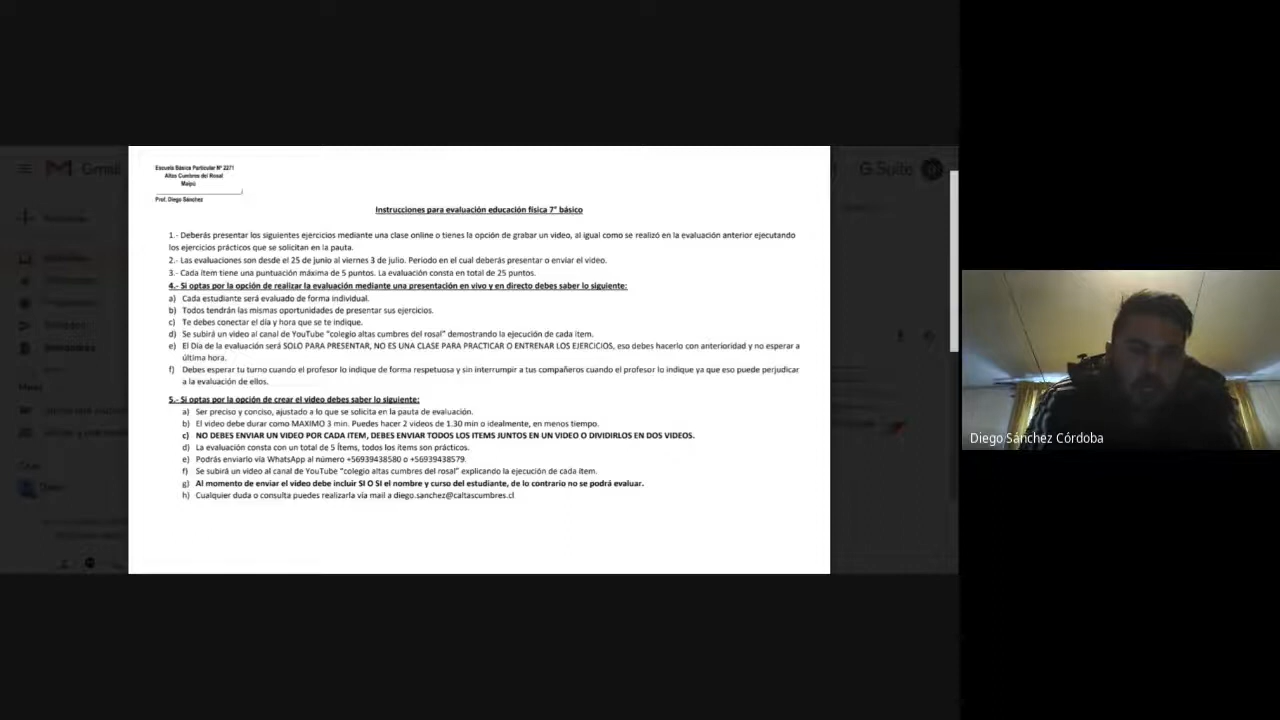 Gmail
G Suite
Escuela Básica Particular Nº 2271
Altas Cumbres del Rosal
Maipú
Prof. Diego Sánchez
Instrucciones para evaluación educación física 7° básico
1.- Deberás presentar los siguientes ejercicios mediante una clase online o tienes la opción de grabar un video, al igual como se realizó en la evaluación anterior ejecutando
los ejercicios prácticos que se solicitan en la pauta.
2.- Las evaluaciones son desde el 25 de junio al viernes 3 de julio. Periodo en el cual deberás presentar o enviar el video.
3.- Cada ítem tiene una puntuación máxima de 5 puntos. La evaluación consta en total de 25 puntos.
4.- Si optas por la opción de realizar la evaluación mediante una presentación en vivo y en directo debes saber lo siguiente:
a) Cada estudiante será evaluado de forma individual.
b) Todos tendrán las mismas oportunidades de presentar sus ejercicios.
c) Te debes conectar el día y hora que se te indique.
d) Se subirá un video al canal de YouTube "colegio altas cumbres del rosal" demostrando la ejecución de cada ítem.
e) El Día de la evaluación será SOLO PARA PRESENTAR, NO ES UNA CLASE PARA PRACTICAR O ENTRENAR LOS EJERCICIOS, eso debes hacerlo con anterioridad y no esperar a
última hora.
f) Debes esperar tu turno cuando el profesor lo indique de forma respetuosa y sin interrumpir a tus compañeros cuando el profesor lo indique ya que eso puede perjudicar
a la evaluación de ellos.
5.- Si optas por la opción de crear el video debes saber lo siguiente:
a) Ser preciso y conciso, ajustado a lo que se solicita en la pauta de evaluación.
b) El video debe durar como MAXIMO 3 min. Puedes hacer 2 videos de 1.30 min o idealmente, en menos tiempo.
c) NO DEBES ENVIAR UN VIDEO POR CADA ITEM, DEBES ENVIAR TODOS LOS ITEMS JUNTOS EN UN VIDEO O DIVIDIRLOS EN DOS VIDEOS.
d) La evaluación consta con un total de 5 ítems, todos los ítems son prácticos.
e) Podrás enviarlo vía WhatsApp al número +56939438580 o +56939438579.
f) Se subirá un video al canal de YouTube "colegio altas cumbres del rosal" explicando la ejecución de cada ítem.
g) Al momento de enviar el video debe incluir SI O SI el nombre y curso del estudiante, de lo contrario no se podrá evaluar.
h) Cualquier duda o consulta puedes realizarla vía mail a diego.sanchez@caltascumbres.cl
Diego Sánchez Córdoba